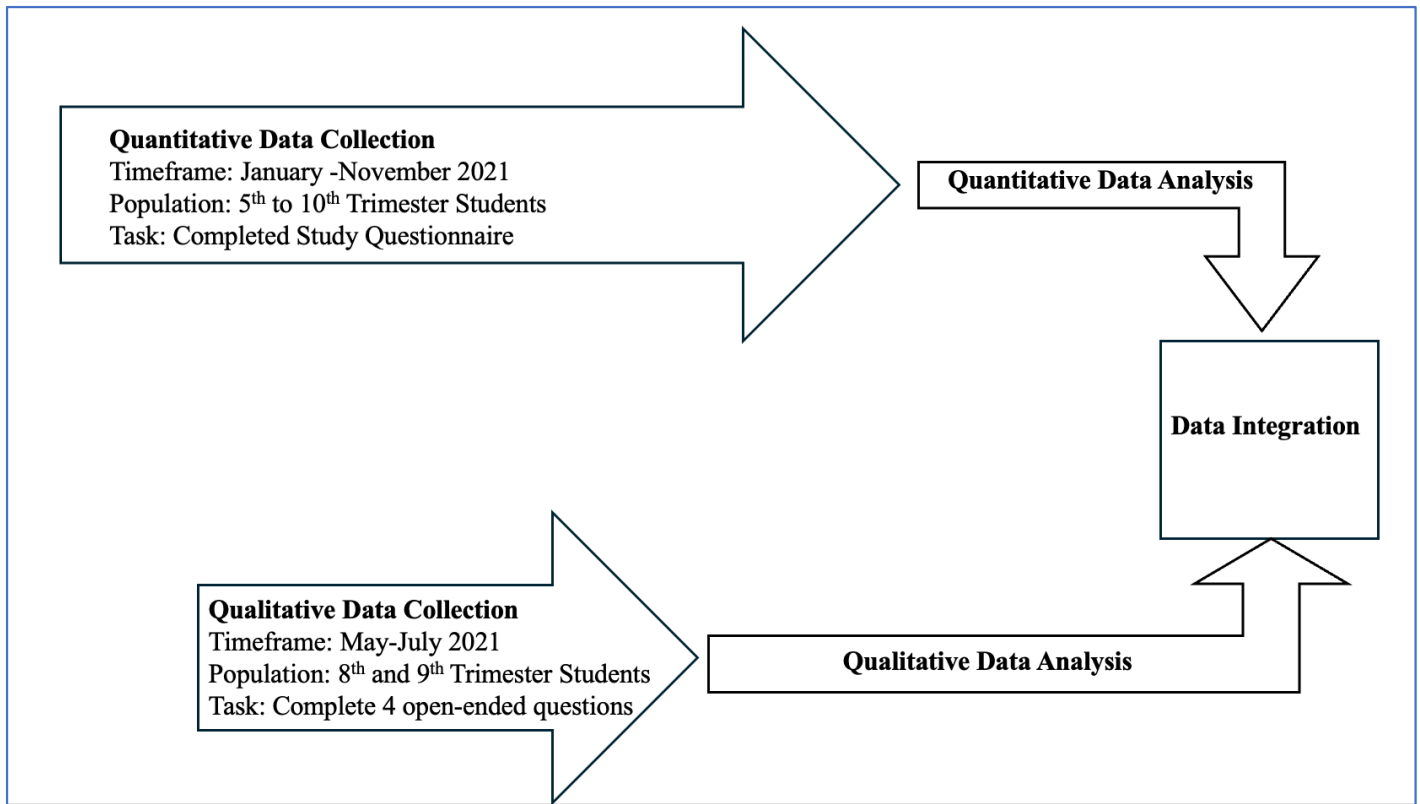 Quantitative Data Collection
Timeframe: January -November 2021
Population: 5th to 10th Trimester Students
Task: Completed Study Questionnaire
Quantitative Data Analysis
Data Integration
Qualitative Data Collection
Timeframe: May-July 2021
Population: 8th and 9th Trimester Students
Task: Complete 4 open-ended questions
Qualitative Data Analysis